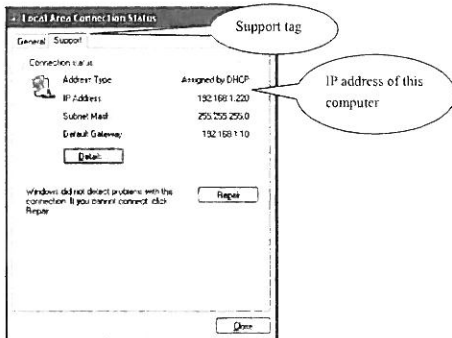 Local Area Connection Status
Support tag
General Support
Connection status
Address Type Assigned by DHCP
IP Address 192.168.1.220
Subnet Mask 255.255.255.0
Default Gateway 192.168.1.10
IP address of this
computer
Details
Windows did not detect problems with this
connection. If you cannot connect, click
Repair
Repair
Close